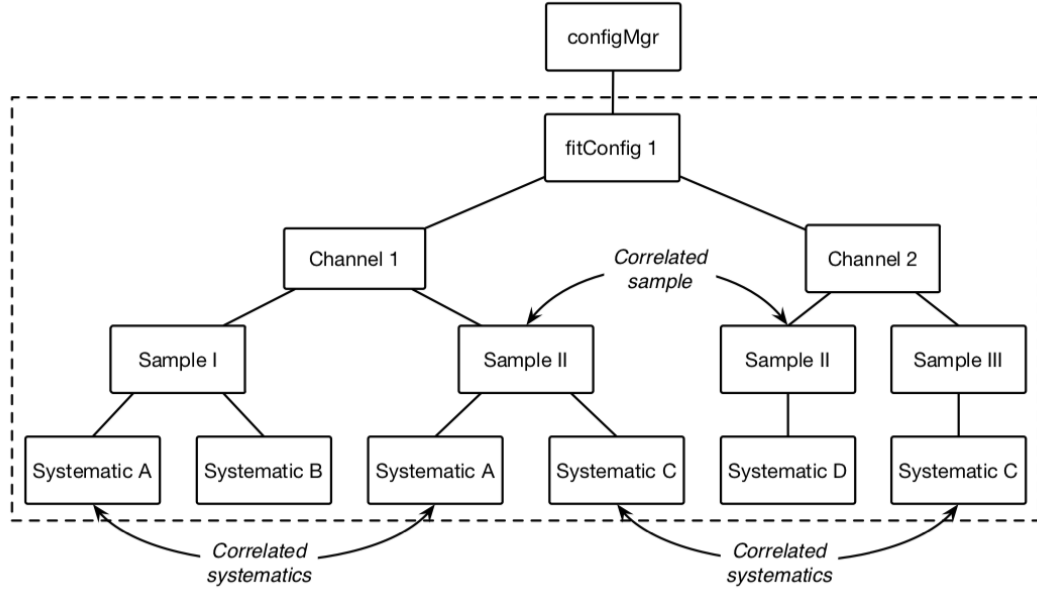 configMgr
fitConfig 1
Channel 1
Correlated
sample
Channel 2
Sample I
Sample II
Sample II
Sample III
Systematic A
Systematic B
Systematic A
Systematic C
Systematic D
Systematic C
Correlated
systematics
Correlated
systematics